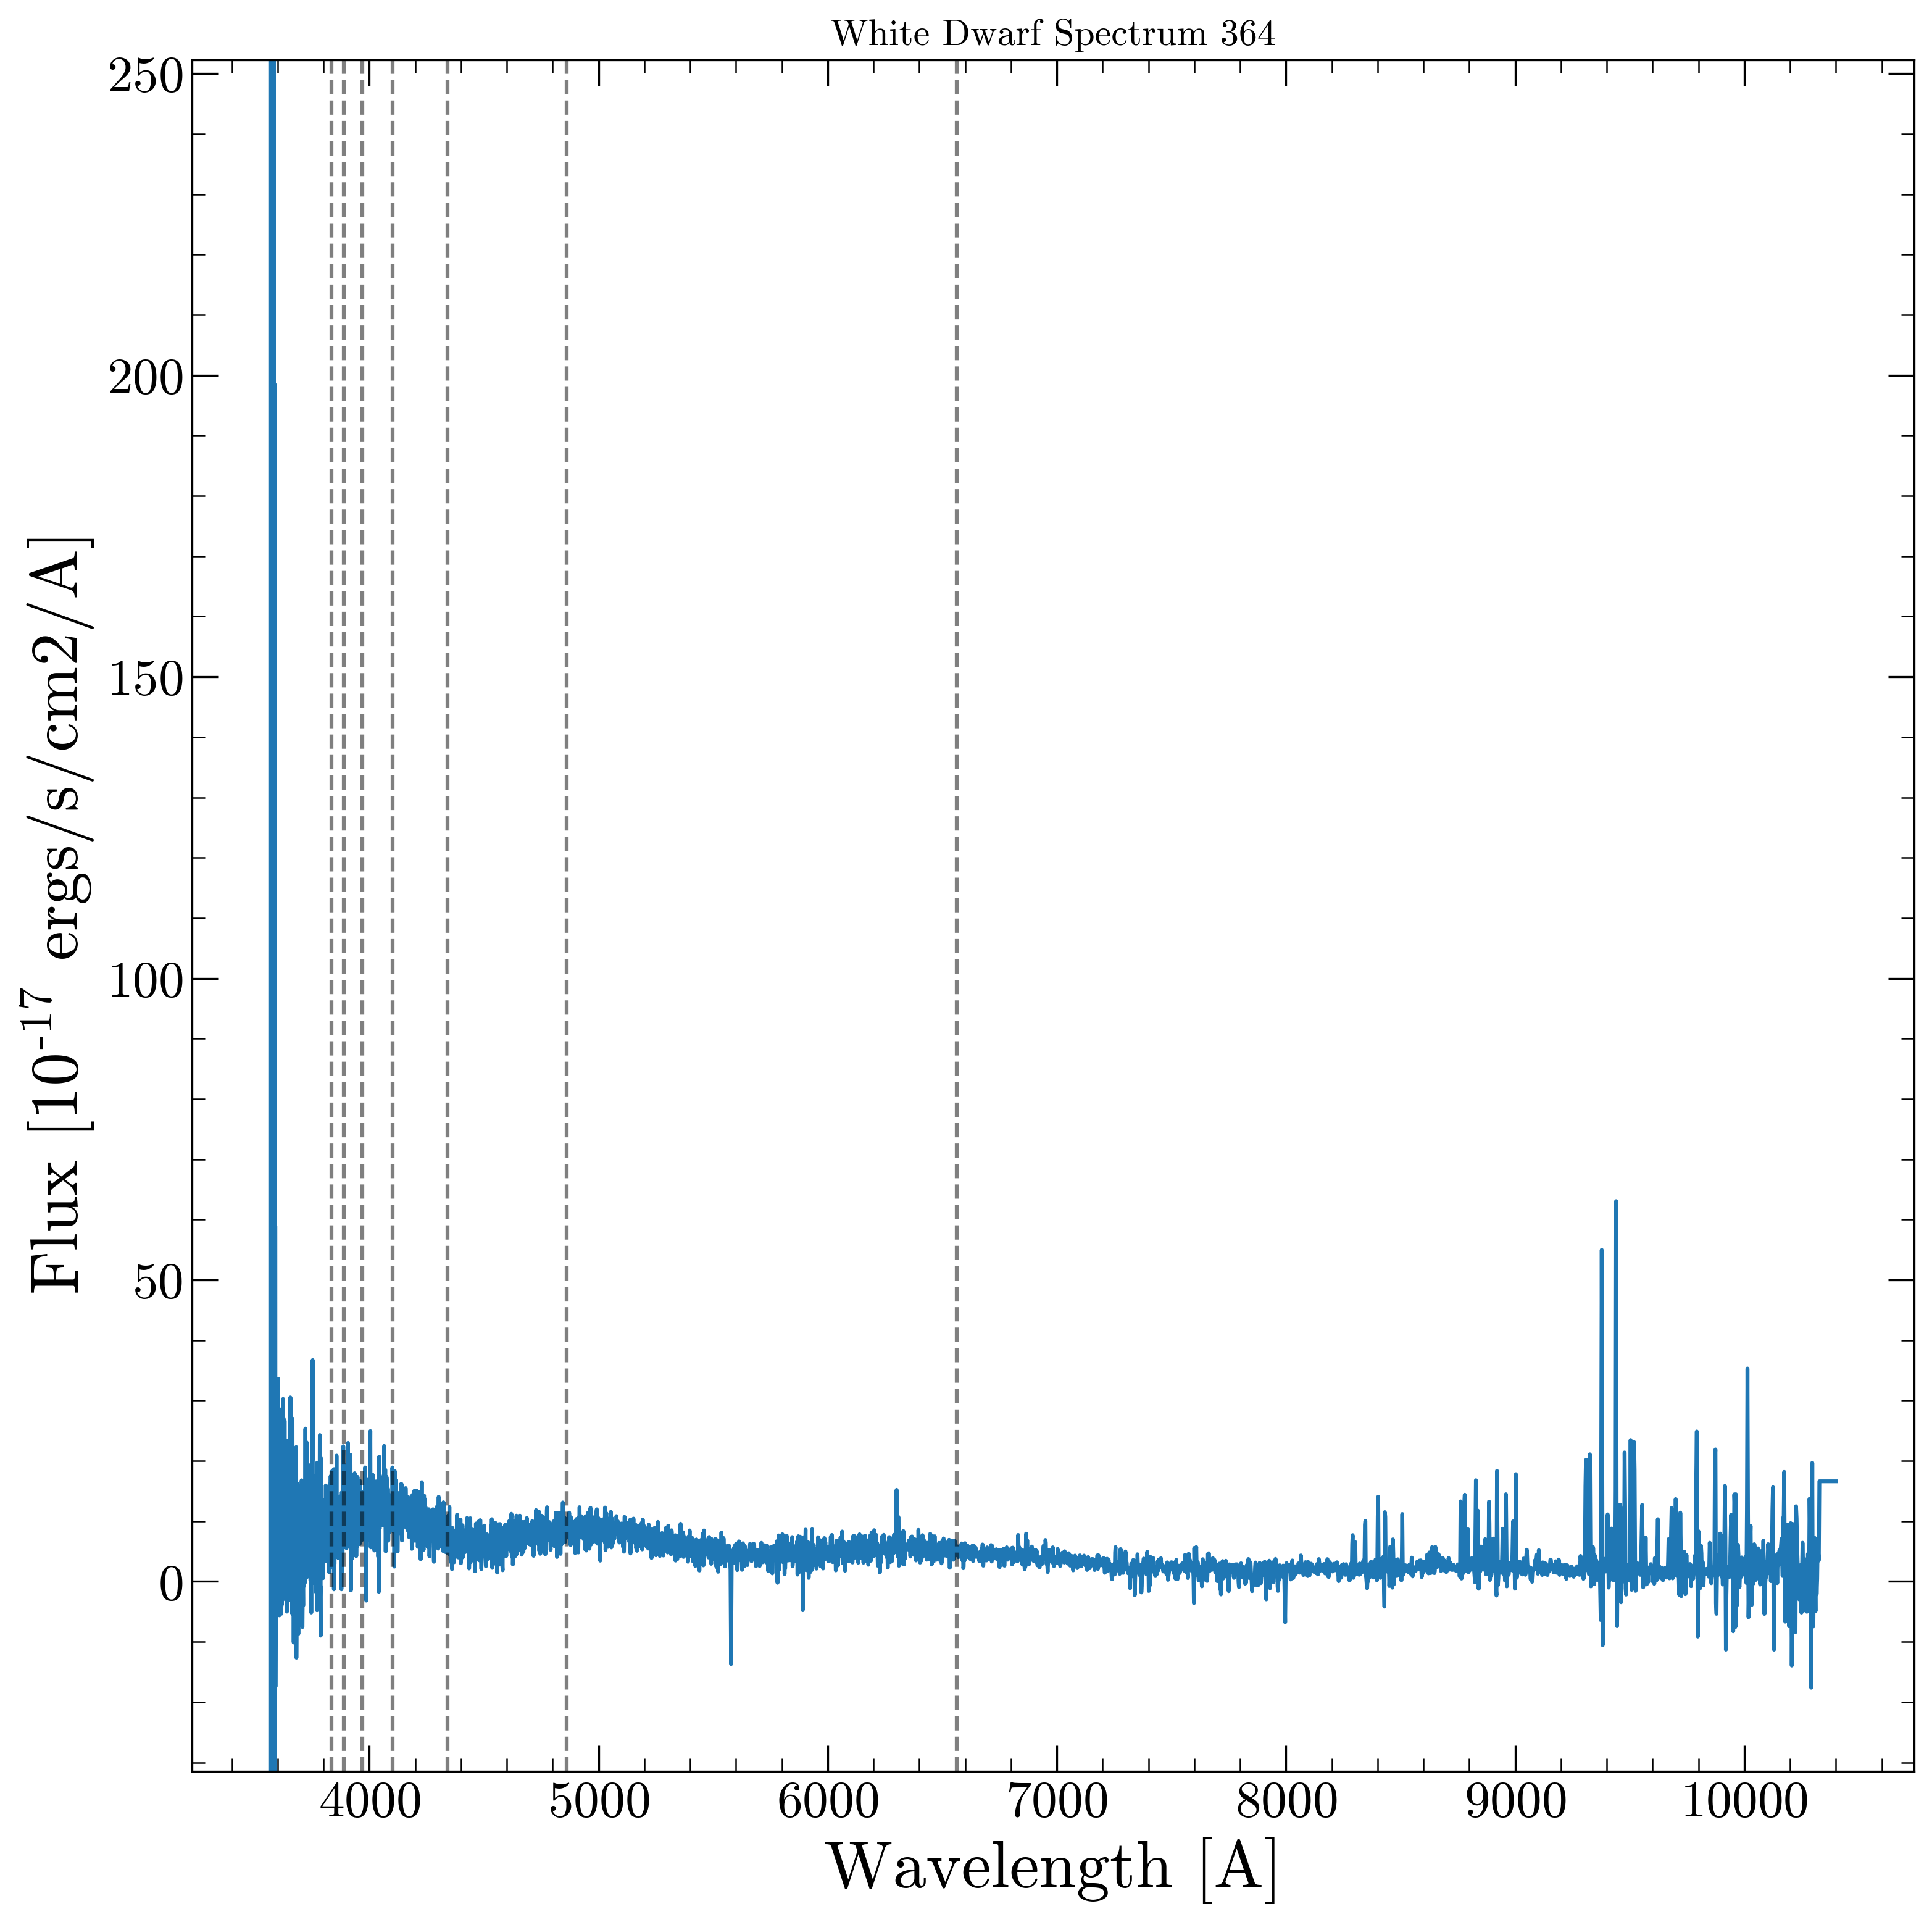 White Dwarf Spectrum 364
Flux [10⁻¹⁷ ergs/s/cm2/A]
250
200
150
100
50
0
4000 5000 6000 7000 8000 9000 10000
Wavelength [A]